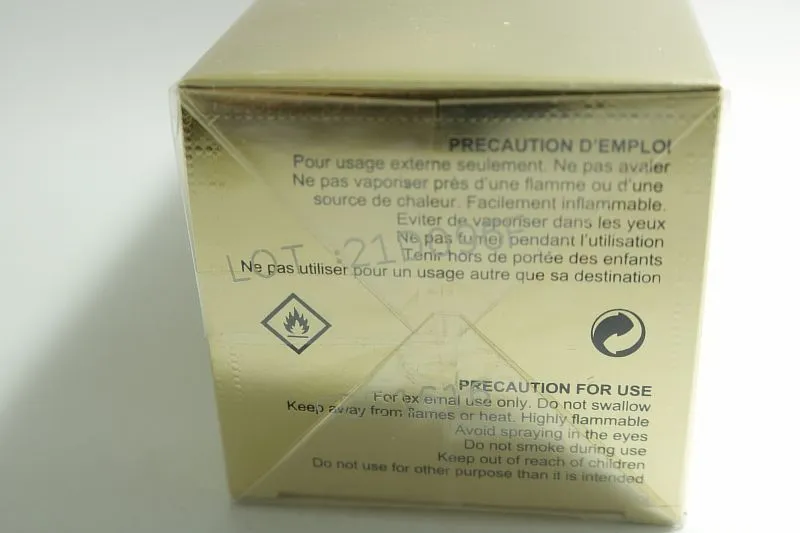 PRECAUTION D'EMPLOI
Pour usage externe seulement. Ne pas avaler
Ne pas vaporiser près d'une flamme ou d'une
source de chaleur. Facilement inflammable.
Eviter de vaporiser dans les yeux
Ne pas fumer pendant l'utilisation
Tenir hors de portée des enfants
Ne pas utiliser pour un usage autre que sa destination
LOT :
PRECAUTION FOR USE
For external use only. Do not swallow
Keep away from flames or heat. Highly flammable
Avoid spraying in the eyes
Do not smoke during use
Keep out of reach of children
Do not use for other purpose than it is intended